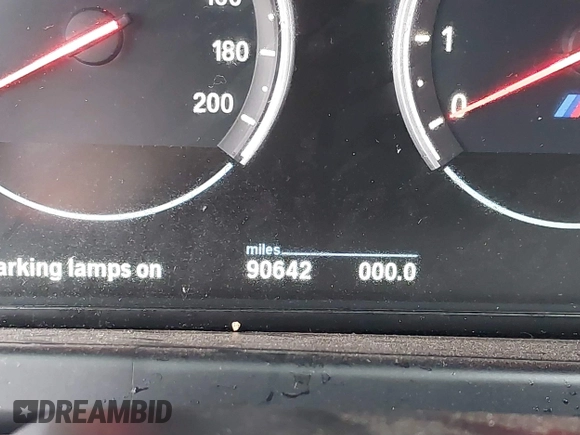 180
200
1
0
arking lamps on
miles
90642 000.0
DREAMBID